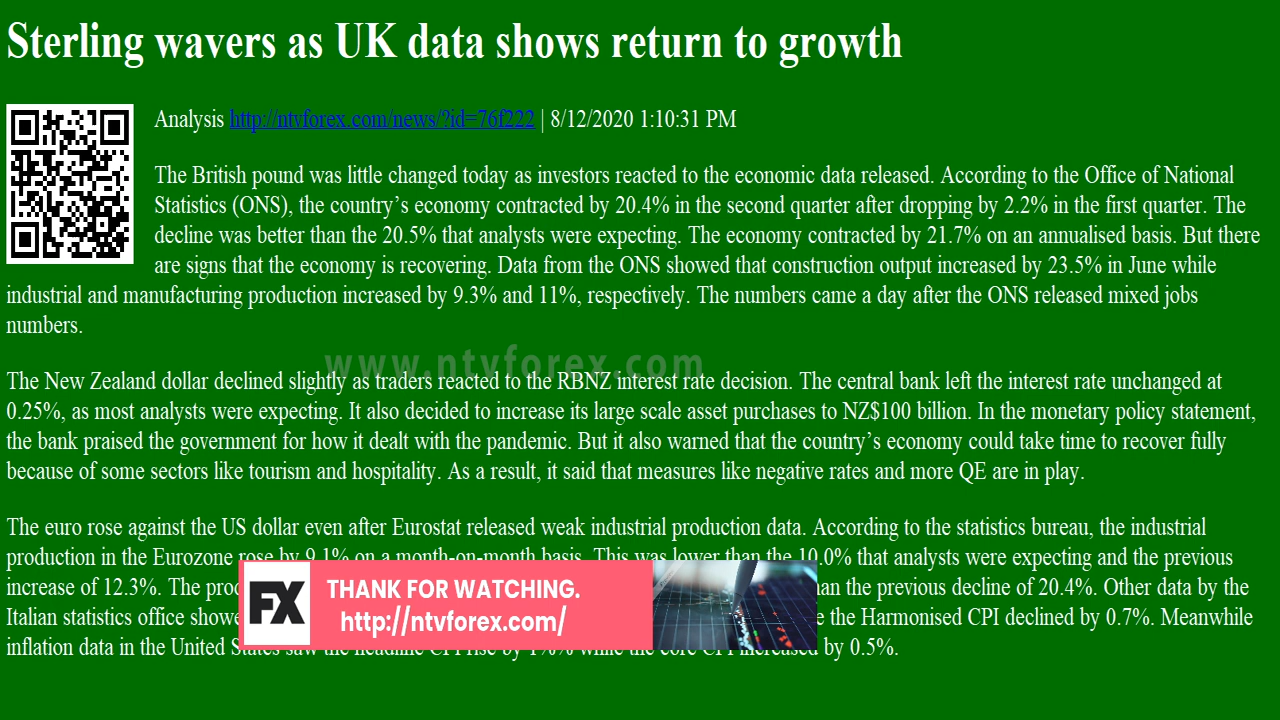 Sterling wavers as UK data shows return to growth
Analysis http://ntvforex.com/news/?id=76f222 | 8/12/2020 1:10:31 PM
The British pound was little changed today as investors reacted to the economic data released. According to the Office of National
Statistics (ONS), the country’s economy contracted by 20.4% in the second quarter after dropping by 2.2% in the first quarter. The
decline was better than the 20.5% that analysts were expecting. The economy contracted by 21.7% on an annualised basis. But there
are signs that the economy is recovering. Data from the ONS showed that construction output increased by 23.5% in June while
industrial and manufacturing production increased by 9.3% and 11%, respectively. The numbers came a day after the ONS released mixed jobs
numbers.
www.ntvforex.com
The New Zealand dollar declined slightly as traders reacted to the RBNZ interest rate decision. The central bank left the interest rate unchanged at
0.25%, as most analysts were expecting. It also decided to increase its large scale asset purchases to NZ$100 billion. In the monetary policy statement,
the bank praised the government for how it dealt with the pandemic. But it also warned that the country’s economy could take time to recover fully
because of some sectors like tourism and hospitality. As a result, it said that measures like negative rates and more QE are in play.
The euro rose against the US dollar even after Eurostat released weak industrial production data. According to the statistics bureau, the industrial
production in the Eurozone rose by 9.1% on a month-on-month basis. This was lower than the 10.0% that analysts were expecting and the previous
increase of 12.3%. The the previous decline of 20.4%. Other data by the
Italian statistics office the Harmonised CPI declined by 0.7%. Meanwhile
inflation data in the United States saw the headline CPI rise by while the core CPI increased by 0.5%.
FX
THANK FOR WATCHING.
http://ntvforex.com/